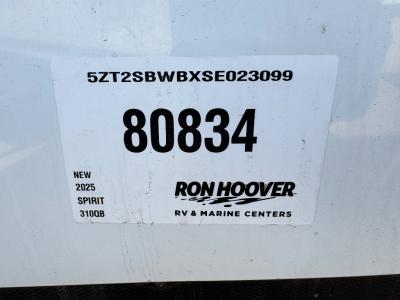 5ZT2SBWBXSE023099
80834
NEW
2025
SPIRIT
310QB
RON HOOVER
RV & MARINE CENTERS